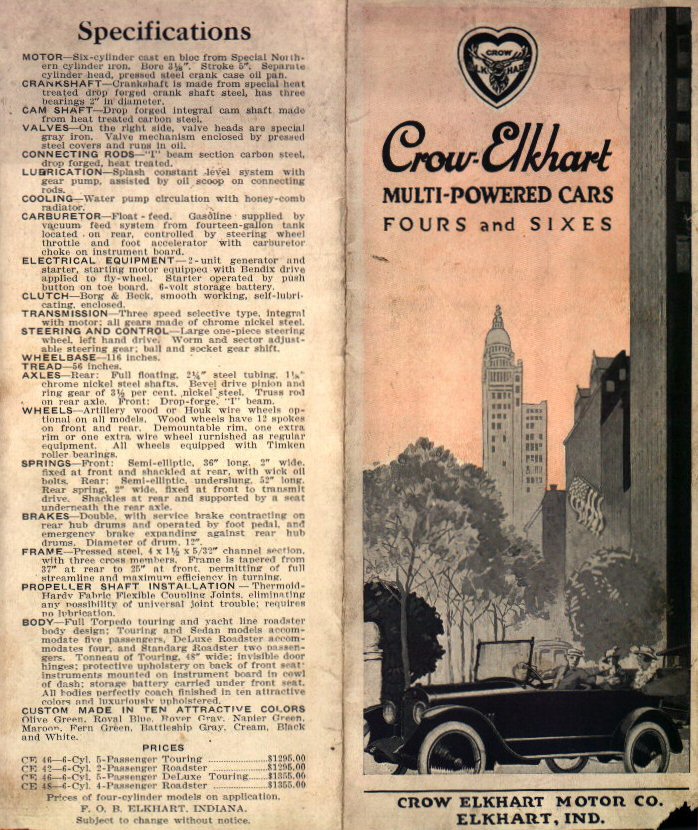 Specifications
MOTOR—Six-cylinder cast en bloc from Special North-
ern cylinder iron. Bore 3⅛". Stroke 5". Separate
cylinder head, pressed steel crank case oil pan.
CRANKSHAFT—Crankshaft is made from special heat
treated drop forged crank shaft steel, has three
bearings 2" in diameter.
CAM SHAFT—Drop forged integral cam shaft made
from heat treated carbon steel.
VALVES—On the right side, valve heads are special
gray iron. Valve mechanism enclosed by pressed
steel covers and runs in oil.
CONNECTING RODS—"I" beam section carbon steel,
drop forged, heat treated.
LUBRICATION—Splash constant level system with
gear pump, assisted by oil scoop on connecting
rods.
COOLING—Water pump circulation with honey-comb
radiator.
CARBURETOR—Float-feed. Gasoline supplied by
vacuum feed system from fourteen-gallon tank
located on rear, controlled by steering wheel
throttle and foot accelerator with carburetor
choke on instrument board.
ELECTRICAL EQUIPMENT—2-unit generator and
starter, starting motor equipped with Bendix drive
applied to fly-wheel. Starter operated by push
button on toe board. 6-volt storage battery.
CLUTCH—Borg & Beck, smooth working, self-lubri-
cating, enclosed.
TRANSMISSION—Three speed selective type, integral
with motor; all gears made of chrome nickel steel.
STEERING AND CONTROL—Large one-piece steering
wheel, left hand drive. Worm and sector adjust-
able steering gear; ball and socket gear shift.
WHEELBASE—116 inches.
TREAD—56 inches.
AXLES—Rear: Full floating, 2¼" steel tubing,
chrome nickel steel shafts. Bevel drive pinion and
ring gear of 3½ per cent. nickel steel. Truss rod
on rear axle. Front: Drop-forge, "I" beam.
WHEELS—Artillery wood or Houk wire wheels op-
tional on all models. Wood wheels have 12 spokes
on front and rear. Demountable rim, one extra
rim or one extra wire wheel furnished as regular
equipment. All wheels equipped with Timken
roller bearings.
SPRINGS—Front: Semi-elliptic, 36" long, 2" wide,
fixed at front and shackled at rear, with wick oil
bolts. Rear: Semi-elliptic, underslung, 52" long.
Rear spring, 2" wide, fixed at front to transmit
drive. Shackles at rear and supported by a seat
underneath the rear axle.
BRAKES—Double, with service brake contracting on
rear hub drums and operated by foot pedal, and
emergency brake expanding against rear hub
drums. Diameter of drum, 12".
FRAME—Pressed steel, 4 x 1½ x 5/32" channel section,
with three cross members. Frame is tapered from
37" at rear to 25" at front, permitting of full
streamline and maximum efficiency in turning.
PROPELLER SHAFT INSTALLATION—Thermoid-
Hardy Fabric Flexible Coupling Joints, eliminating
any possibility of universal joint trouble; requires
no lubrication.
BODY—Full Torpedo touring and yacht line roadster
body design; Touring and Sedan models accom-
modate five passengers, DeLuxe Roadster accom-
modates four, and Standarg Roadster two passen-
gers. Tonneau of Touring, 48" wide; invisible door
hinges; protective upholstery on back of front seat;
instruments mounted on instrument board in cowl
of dash; storage battery carried under front seat.
All bodies perfectly coach finished in ten attractive
colors and luxuriously upholstered.
CUSTOM MADE IN TEN ATTRACTIVE COLORS
Olive Green, Royal Blue, Rover Gray, Napier Green,
Maroon, Fern Green, Battleship Gray, Cream, Black
and White.
PRICES
CE 46—6-Cyl. 5-Passenger Touring ....................$1295.00
CE 42—6-Cyl. 2-Passenger Roadster ..................$1295.00
CE 46—6-Cyl. 5-Passenger DeLuxe Touring......$1355.00
CE 48—6-Cyl. 4-Passenger Roadster ..................$1355.00
Prices of four-cylinder models on application.
F. O. B. ELKHART, INDIANA.
Subject to change without notice.
CROW
ELKHART
Crow-Elkhart
MULTI-POWERED CARS
FOURS and SIXES
CROW ELKHART MOTOR CO.
ELKHART, IND.